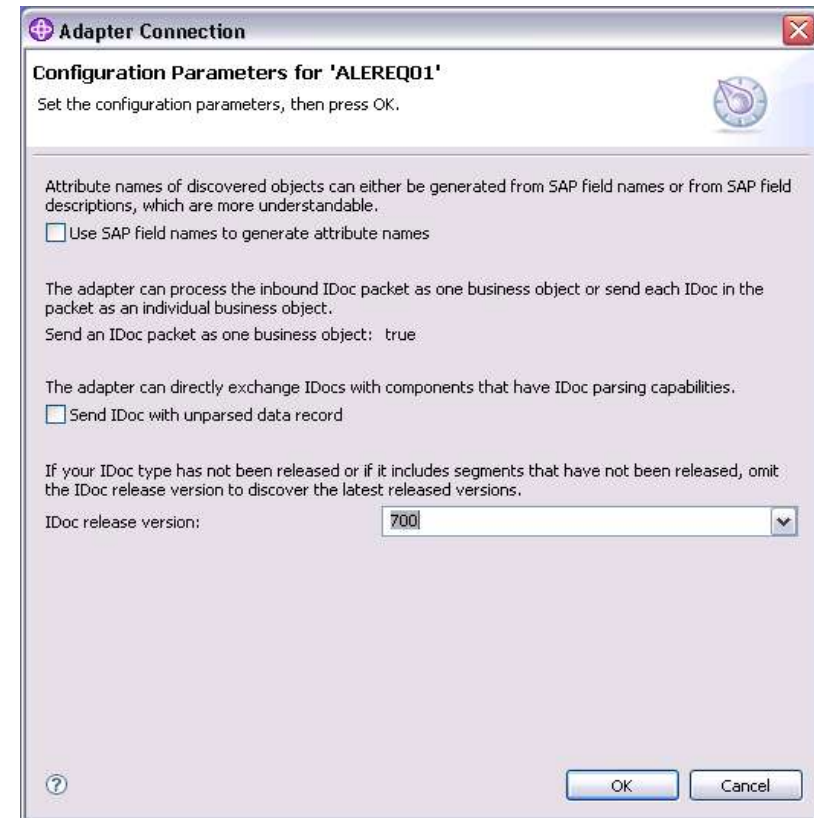 Adapter Connection
Configuration Parameters for 'ALEREQ01'
Set the configuration parameters, then press OK.
Attribute names of discovered objects can either be generated from SAP field names or from SAP field
descriptions, which are more understandable.
Use SAP field names to generate attribute names
The adapter can process the inbound IDoc packet as one business object or send each IDoc in the
packet as an individual business object.
Send an IDoc packet as one business object: true
The adapter can directly exchange IDocs with components that have IDoc parsing capabilities.
Send IDoc with unparsed data record
If your IDoc type has not been released or if it includes segments that have not been released, omit
the IDoc release version to discover the latest released versions.
IDoc release version: 700
?
OK Cancel